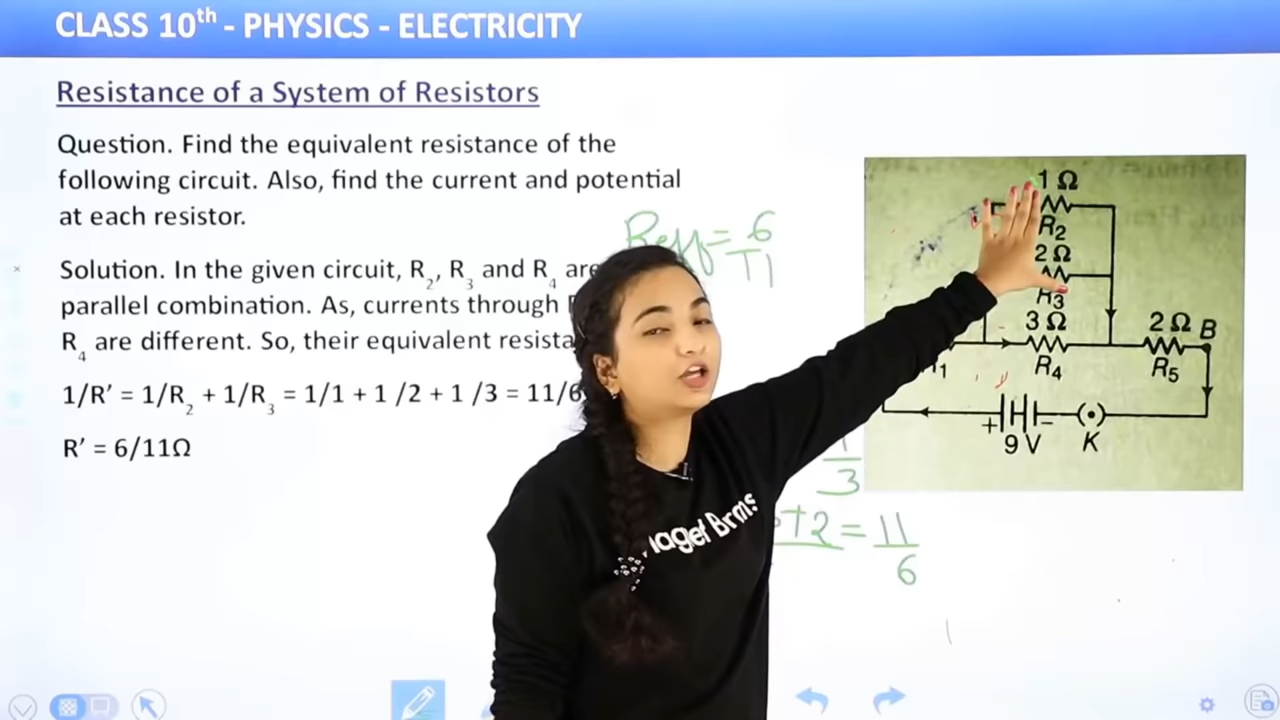 CLASS 10th - PHYSICS - ELECTRICITY
Resistance of a System of Resistors
Question. Find the equivalent resistance of the
following circuit. Also, find the current and potential
at each resistor.
Solution. In the given circuit, R2, R3 and R4 are
parallel combination. As, currents through
R4 are different. So, their equivalent
1/R’ = 1/R2 + 1/R3 = 1/1 + 1 /2 + 1 /3 = 11/6
R’ = 6/11Ω
Reff = 6
11
1 Ω
R2
2 Ω
R3
3 Ω
R4
2 Ω B
R5
+ -
9 V K
1
3
+2 = 11
6